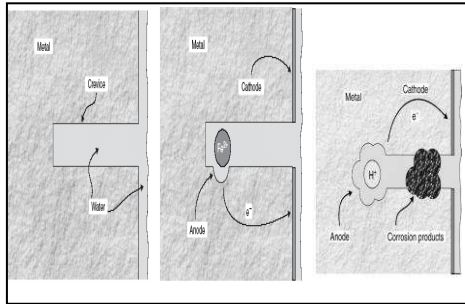 Metal
Crevice
Water
Metal
Cathode
Fe²⁺
Anode
e⁻
Metal
Cathode
e⁻
H⁺
Anode
Corrosion products